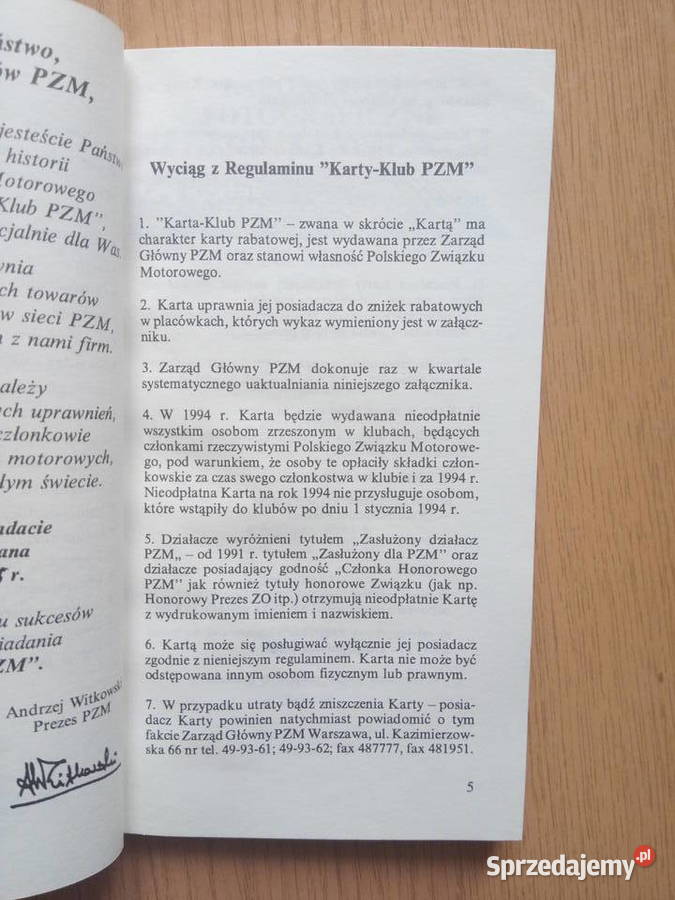 ństwo,
ów PZM,
jesteście Państw
historii
Motorowego
Klub PZM",
cjalnie dla Was.
wnia
ch towarów
w sieci PZM,
n z nami firm.
ależy
ych uprawnień,
członkowie
motorowych,
ałym świecie.
adacie
ana
r.
u sukcesów
iadania
ZM".
Andrzej Witkowski
Prezes PZM
AWitkowski
Wyciąg z Regulaminu ”Karty-Klub PZM”
1. ”Karta-Klub PZM” – zwana w skrócie „Kartą” ma
charakter karty rabatowej, jest wydawana przez Zarząd
Główny PZM oraz stanowi własność Polskiego Związku
Motorowego.
2. Karta uprawnia jej posiadacza do zniżek rabatowych
w placówkach, których wykaz wymieniony jest w załącz-
niku.
3. Zarząd Główny PZM dokonuje raz w kwartale
systematycznego uaktualniania niniejszego załącznika.
4. W 1994 r. Karta będzie wydawana nieodpłatnie
wszystkim osobom zrzeszonym w klubach, będących
członkami rzeczywistymi Polskiego Związku Motorowe-
go, pod warunkiem, że osoby te opłaciły składki człon-
kowskie za czas swego członkostwa w klubie i za 1994 r.
Nieodpłatna Karta na rok 1994 nie przysługuje osobom,
które wstąpiły do klubów po dniu 1 stycznia 1994 r.
5. Działacze wyróżnieni tytułem „Zasłużony działacz
PZM„ – od 1991 r. tytułem „Zasłużony dla PZM” oraz
działacze posiadający godność „Członka Honorowego
PZM” jak również tytuły honorowe Związku (jak np.
Honorowy Prezes ZO itp.) otrzymują nieodpłatnie Kartę
z wydrukowanym imieniem i nazwiskiem.
6. Kartą może się posługiwać wyłącznie jej posiadacz
zgodnie z nieniejszym regulaminem. Karta nie może być
odstępowana innym osobom fizycznym lub prawnym.
7. W przypadku utraty bądź zniszczenia Karty – posia-
dacz Karty powinien natychmiast powiadomić o tym
fakcie Zarząd Główny PZM Warszawa, ul. Kazimierzow-
ska 66 nr tel. 49-93-61; 49-93-62; fax 487777, fax 481951.
5
Sprzedajemy.pl